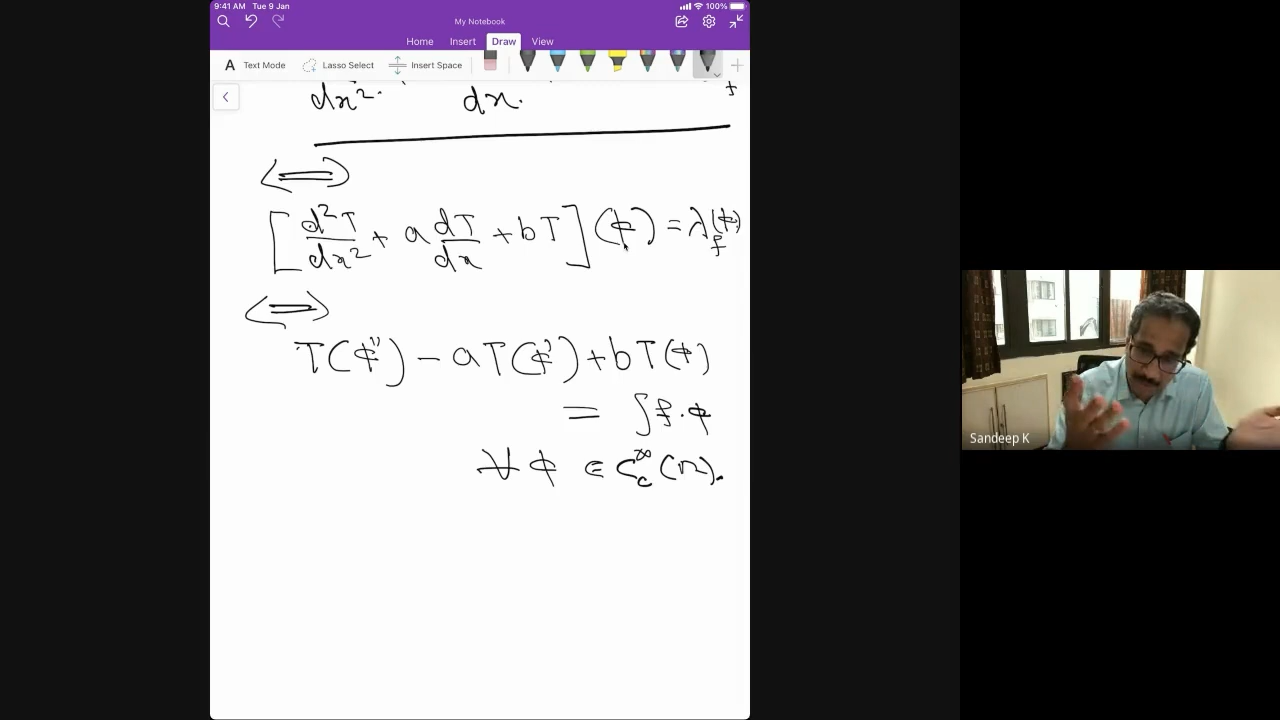 9:41 AM Tue 9 Jan 100%
My Notebook
Home Insert Draw View
A Text Mode Lasso Select Insert Space
dx². dx. f
⟺
[d²T/dx² + a dT/dx + bT](ϕ) = λ_f(ϕ)
⟺
T(ϕ'') - aT(ϕ') + bT(ϕ)
= ∫f.ϕ
∀ ϕ ∈ C_c^∞(Ω).
Sandeep K